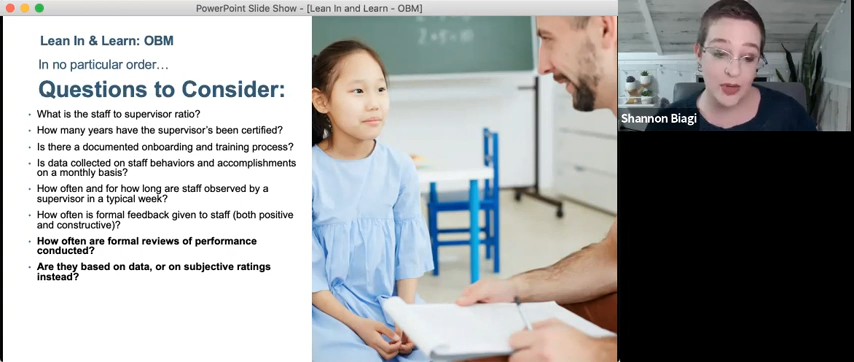 PowerPoint Slide Show - [Lean In and Learn - OBM]
Lean In & Learn: OBM
In no particular order…
Questions to Consider:
• What is the staff to supervisor ratio?
• How many years have the supervisor's been certified?
• Is there a documented onboarding and training process?
• Is data collected on staff behaviors and accomplishments
on a monthly basis?
• How often and for how long are staff observed by a
supervisor in a typical week?
• How often is formal feedback given to staff (both positive
and constructive)?
• How often are formal reviews of performance
conducted?
• Are they based on data, or on subjective ratings
instead?
Shannon Biagi